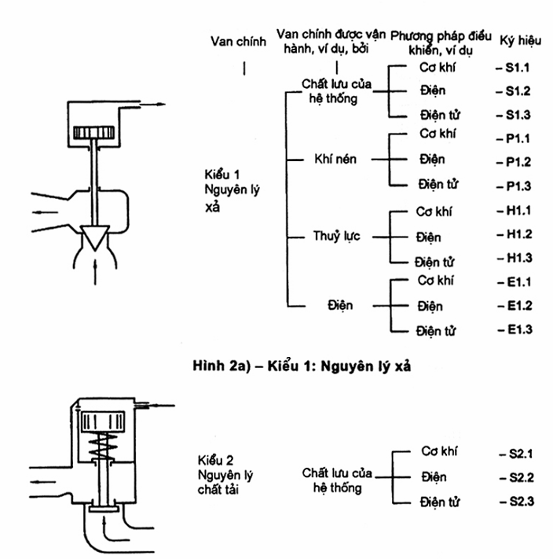 Van chính
Van chính được vận
hành, ví dụ, bởi
Phương pháp điều
khiển, ví dụ
Ký hiệu
Kiểu 1
Nguyên lý
xả
Chất lưu của
hệ thống
Cơ khí – S1.1
Điện – S1.2
Điện tử – S1.3
Khí nén
Cơ khí – P1.1
Điện – P1.2
Điện tử – P1.3
Thuỷ lực
Cơ khí – H1.1
Điện – H1.2
Điện tử – H1.3
Điện
Cơ khí – E1.1
Điện – E1.2
Điện tử – E1.3
Hình 2a) – Kiểu 1: Nguyên lý xả
Kiểu 2
Nguyên lý
chất tải
Chất lưu của
hệ thống
Cơ khí – S2.1
Điện – S2.2
Điện tử – S2.3